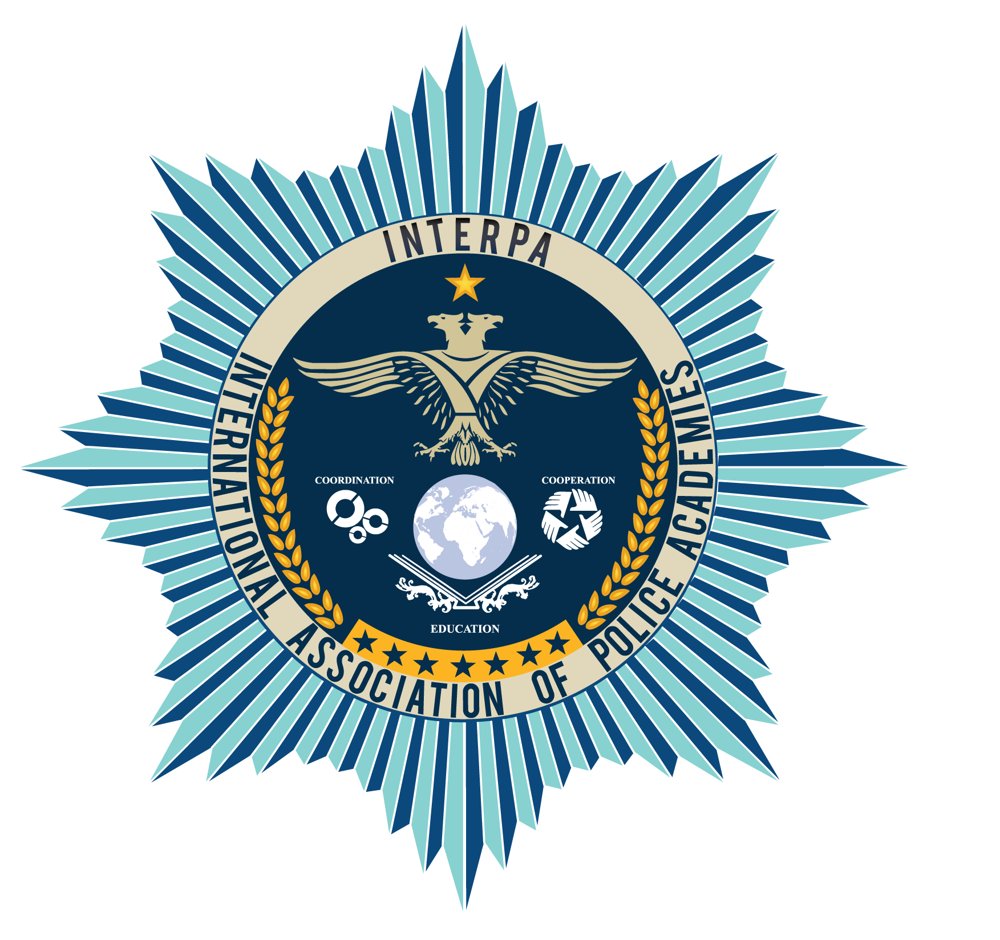 INTERPA
COORDINATION
COOPERATION
EDUCATION
INTERNATIONAL ASSOCIATION OF POLICE ACADEMIES